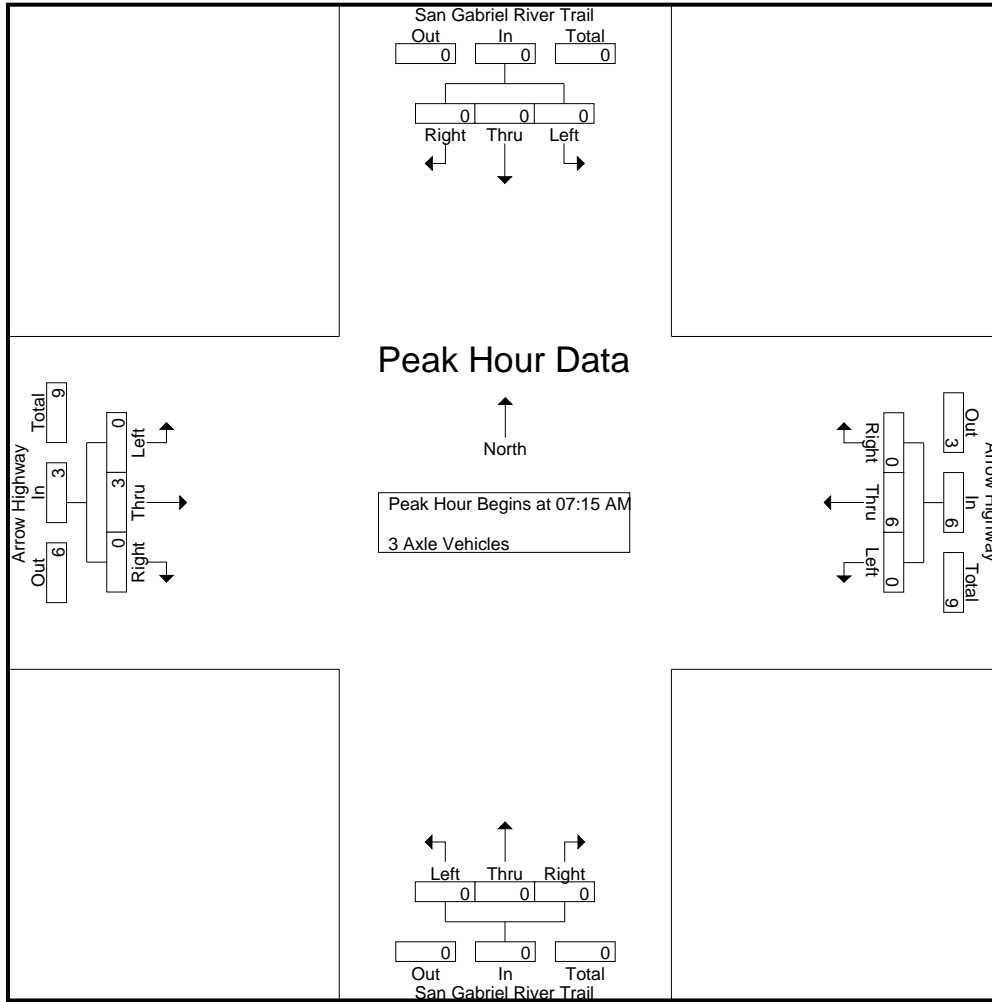 San Gabriel River Trail
Out In Total
0 0 0
0 0 0
Right Thru Left
Peak Hour Data
North
Peak Hour Begins at 07:15 AM
3 Axle Vehicles
Arrow Highway
Total In Out
9 3 6
0 3 0
Left Thru Right
Right Thru Left
0 6 0
Out In Total
3 6 9
Arrow Highway
Left Thru Right
0 0 0
0 0 0
Out In Total
San Gabriel River Trail